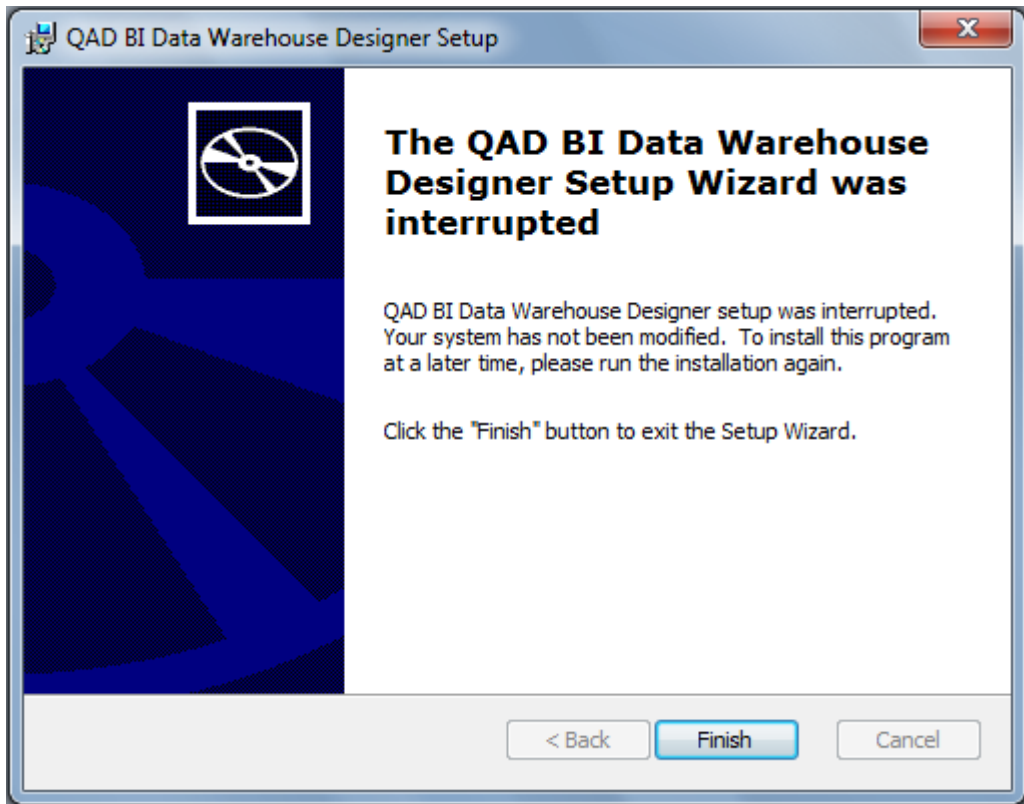 QAD BI Data Warehouse Designer Setup
The QAD BI Data Warehouse
Designer Setup Wizard was
interrupted
QAD BI Data Warehouse Designer setup was interrupted.
Your system has not been modified.  To install this program
at a later time, please run the installation again.
Click the "Finish" button to exit the Setup Wizard.
< Back
Finish
Cancel